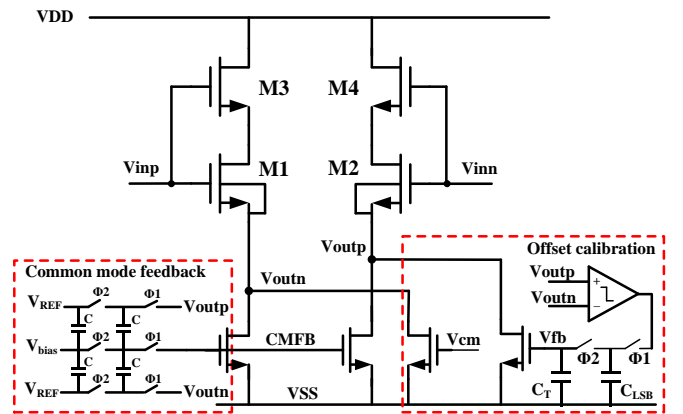 VDD
M3
M4
Vinp
M1
M2
Vinn
Voutp
Offset calibration
Common mode feedback
Voutn
Voutp
Voutn
+
−
VREF
Φ2
Φ1
Voutp
C
C
Vbias
Φ2
Φ1
CMFB
Vcm
Vfb
Φ2
Φ1
C
C
VREF
Φ2
Φ1
Voutn
VSS
CT
CLSB